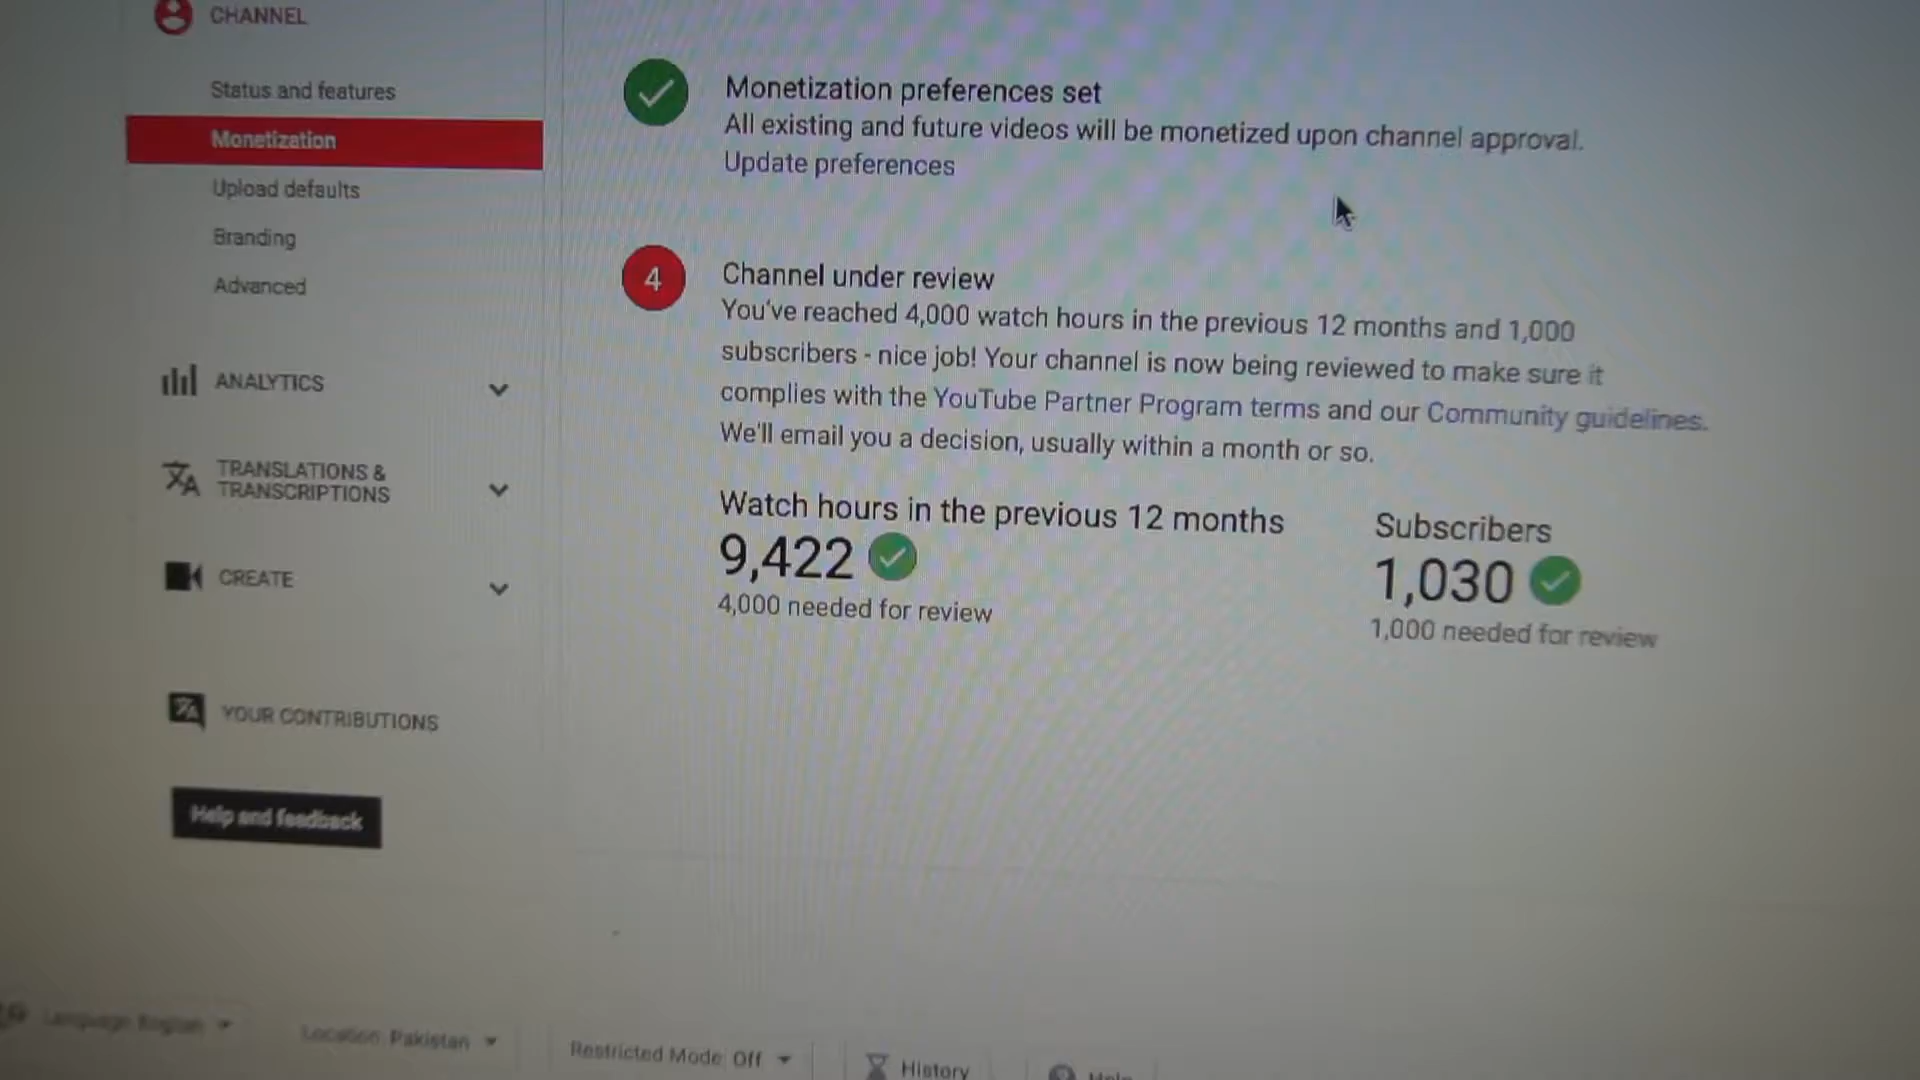 CHANNEL
Status and features
Monetization
Upload defaults
Branding
Advanced
ANALYTICS
TRANSLATIONS &
TRANSCRIPTIONS
CREATE
YOUR CONTRIBUTIONS
Help and feedback
Monetization preferences set
All existing and future videos will be monetized upon channel approval.
Update preferences
4
Channel under review
You've reached 4,000 watch hours in the previous 12 months and 1,000
subscribers - nice job! Your channel is now being reviewed to make sure it
complies with the YouTube Partner Program terms and our Community guidelines.
We'll email you a decision, usually within a month or so.
Watch hours in the previous 12 months
9,422
4,000 needed for review
Subscribers
1,030
1,000 needed for review
Language: English
Location: Pakistan
Restricted Mode: Off
History
Help